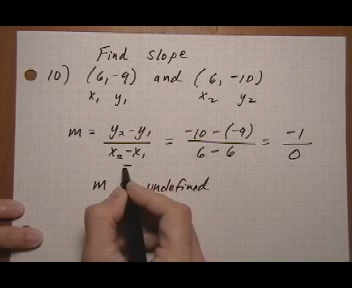 Find slope
10) (6,-9) and (6,-10)
x₁ y₁ x₂ y₂
m = y₂-y₁ / x₂-x₁ = -10-(-9) / 6-6 = -1 / 0
m undefined